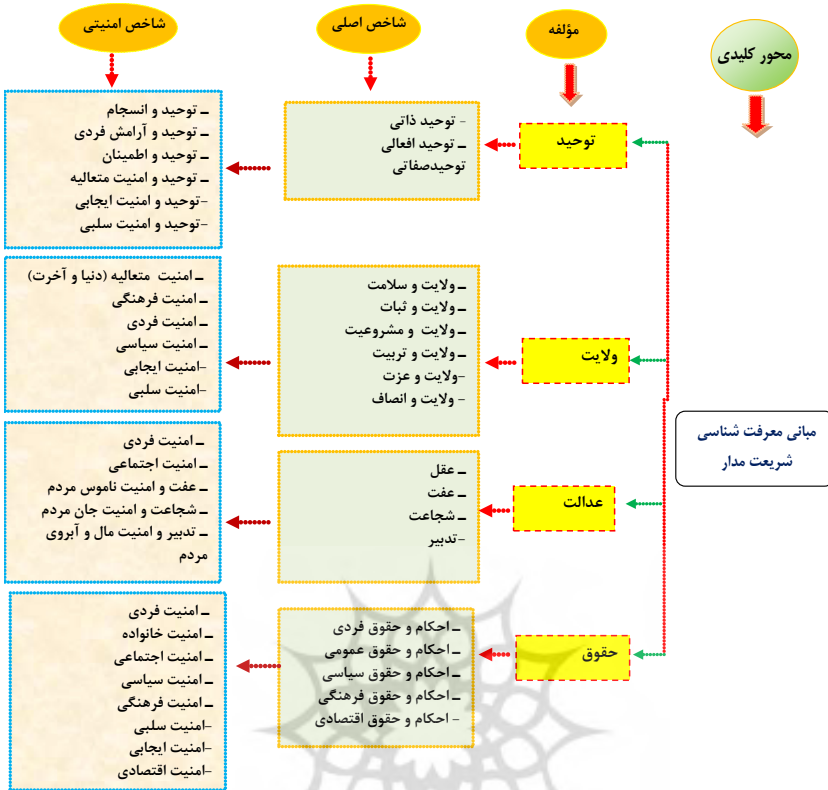 محور کلیدی
مؤلفه
شاخص اصلی
شاخص امنیتی
مبانی معرفت شناسی
شریعت مدار
توحید
- توحید ذاتی
ـ توحید افعالی
توحیدصفاتی
ـ توحید و انسجام
ـ توحید و آرامش فردی
ـ توحید و اطمینان
ـ توحید و امنیت متعالیه
-توحید و امنیت ایجابی
-توحید و امنیت سلبی
ولایت
ـ ولایت و سلامت
ـ ولایت و ثبات
ـ ولایت و مشروعیت
ـ ولایت و تربیت
-ولایت و عزت
- ولایت و انصاف
ـ امنیت متعالیه (دنیا و آخرت)
ـ امنیت فرهنگی
ـ امنیت فردی
ـ امنیت سیاسی
-امنیت ایجابی
-امنیت سلبی
عدالت
ـ عقل
ـ عفت
ـ شجاعت
-تدبیر
ـ امنیت فردی
ـ امنیت اجتماعی
ـ عفت و امنیت ناموس مردم
ـ شجاعت و امنیت جان مردم
ـ تدبیر و امنیت مال و آبروی
مردم
حقوق
ـ احکام و حقوق فردی
ـ احکام و حقوق عمومی
ـ احکام و حقوق سیاسی
ـ احکام و حقوق فرهنگی
- احکام و حقوق اقتصادی
ـ امنیت فردی
ـ امنیت خانواده
ـ امنیت اجتماعی
ـ امنیت سیاسی
ـ امنیت فرهنگی
-امنیت سلبی
-امنیت ایجابی
-امنیت اقتصادی